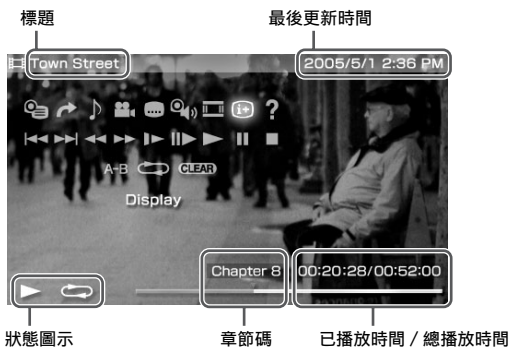 標題
最後更新時間
Town Street
2005/5/1 2:36 PM
i+ ?
A-B CLEAR
Display
Chapter 8
00:20:28/00:52:00
狀態圖示
章節碼
已播放時間 / 總播放時間